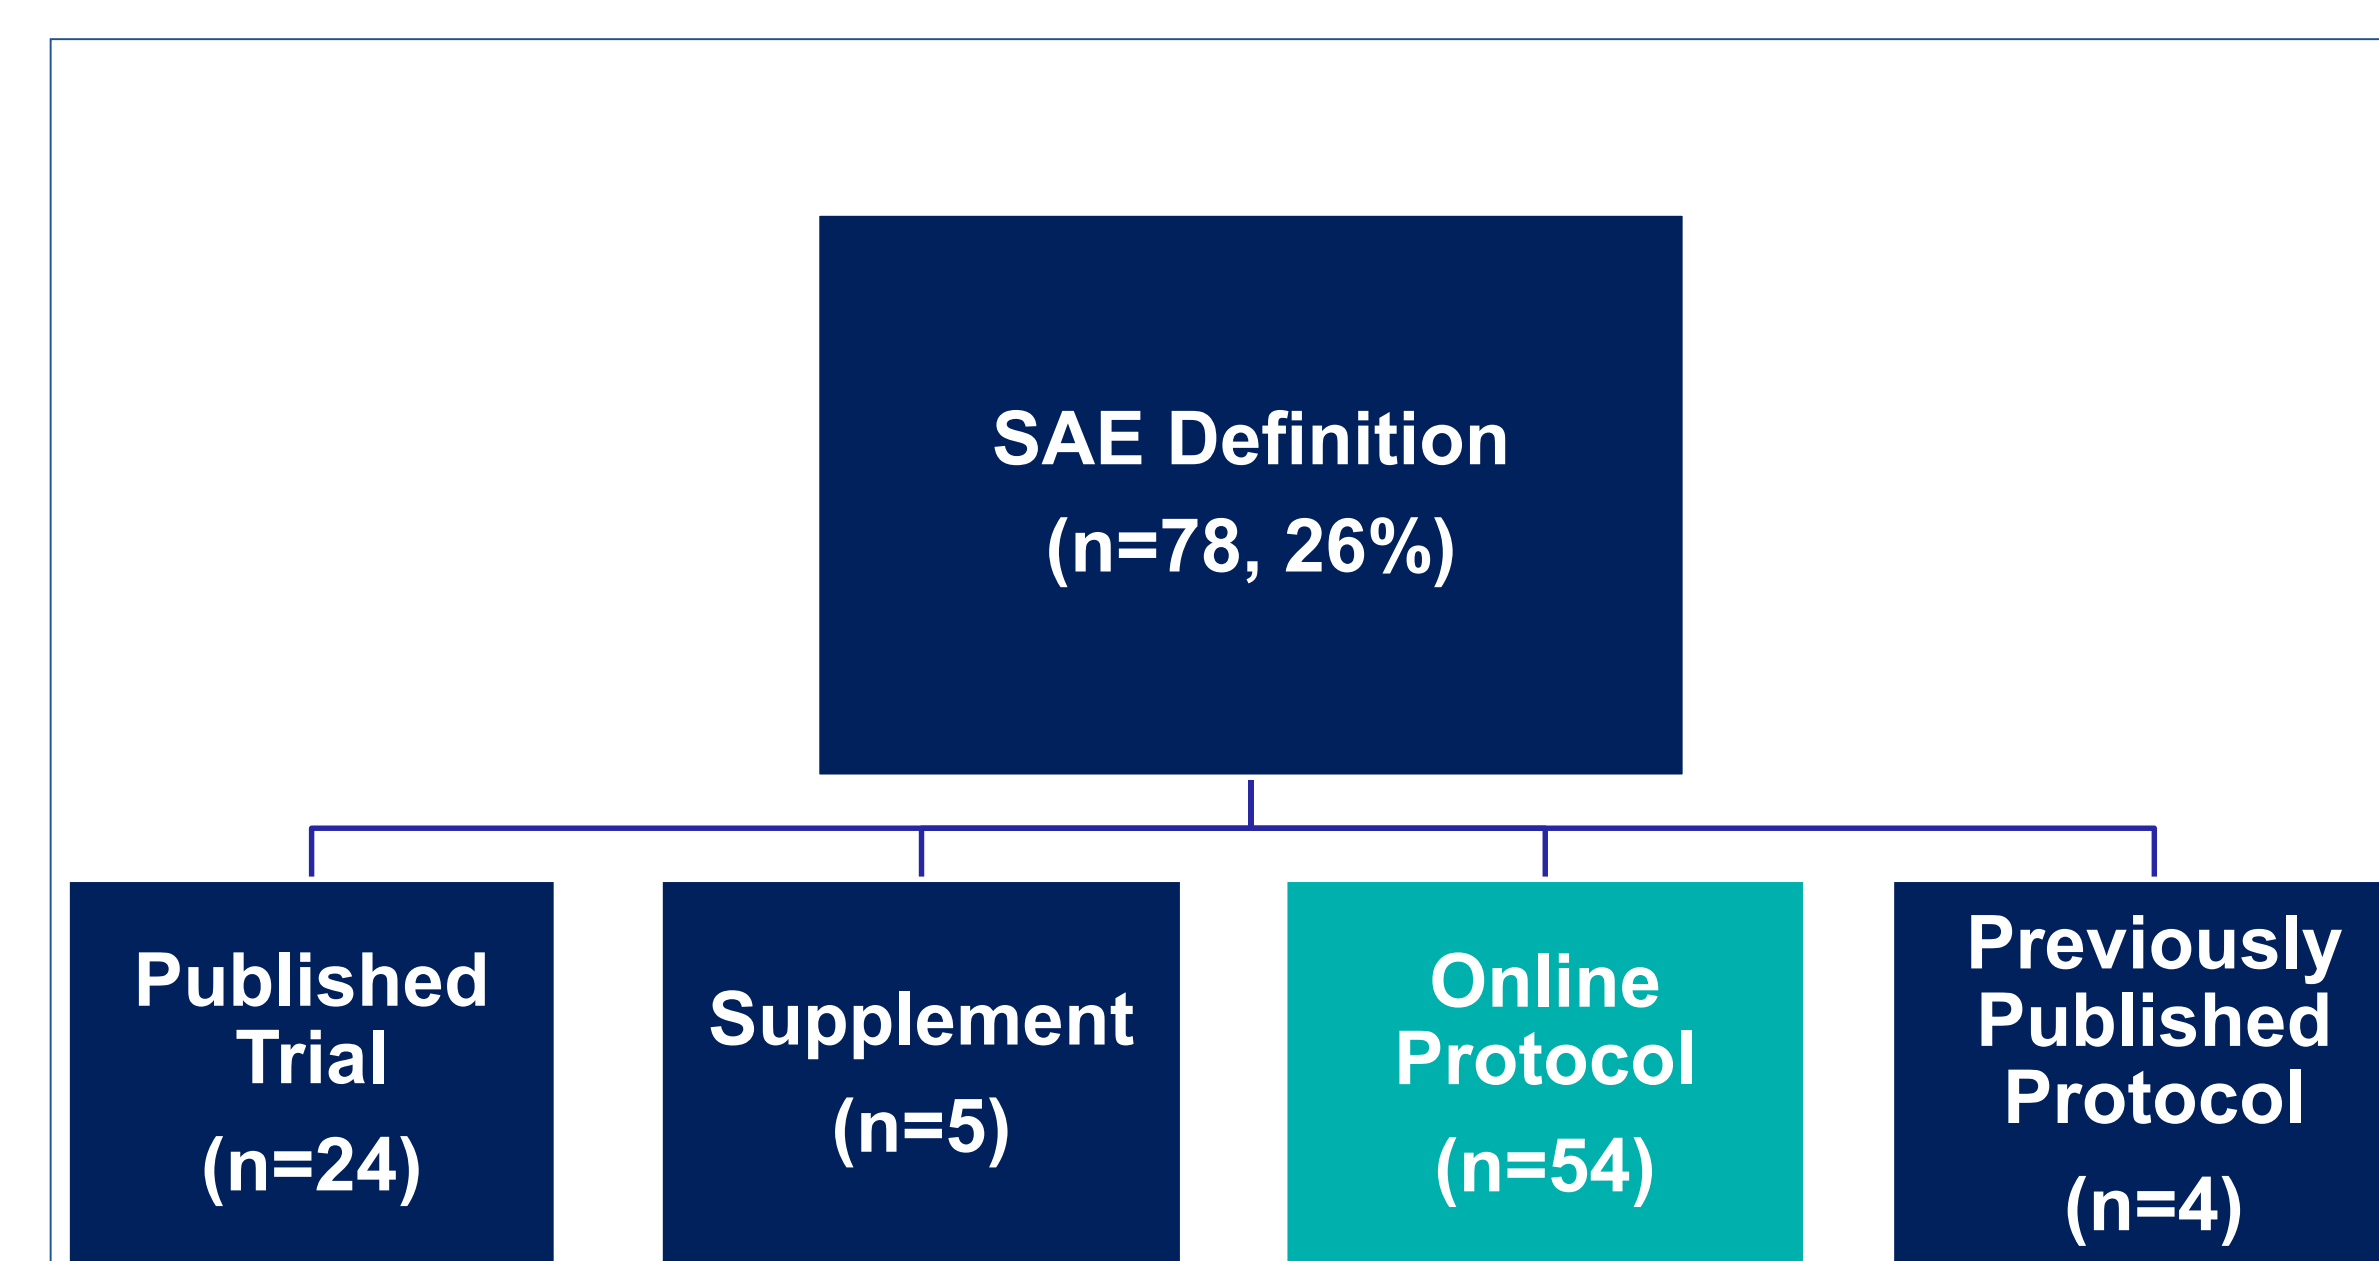 SAE Definition
(n=78, 26%)
Published
Trial
(n=24)
Supplement
(n=5)
Online
Protocol
(n=54)
Previously
Published
Protocol
(n=4)